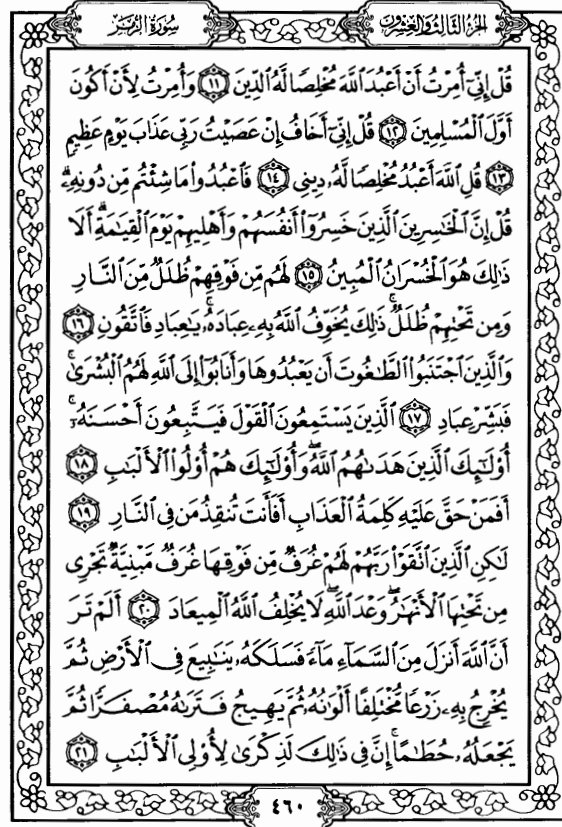 الجزء الثالث والعشرون
سورة الزمر
قُلْ إِنِّيٓ أُمِرْتُ أَنْ أَعْبُدَ ٱللَّهَ مُخْلِصًا لَّهُ ٱلدِّينَ ١١ وَأُمِرْتُ لِأَنْ أَكُونَ
أَوَّلَ ٱلْمُسْلِمِينَ ١٢ قُلْ إِنِّيٓ أَخَافُ إِنْ عَصَيْتُ رَبِّي عَذَابَ يَوْمٍ عَظِيمٍ
١٣ قُلِ ٱللَّهَ أَعْبُدُ مُخْلِصًا لَّهُۥ دِينِي ١٤ فَٱعْبُدُوا۟ مَا شِئْتُم مِّن دُونِهِۦۗ
قُلْ إِنَّ ٱلْخَٰسِرِينَ ٱلَّذِينَ خَسِرُوٓا۟ أَنفُسَهُمْ وَأَهْلِيهِمْ يَوْمَ ٱلْقِيَٰمَةِۗ أَلَا
ذَٰلِكَ هُوَ ٱلْخُسْرَانُ ٱلْمُبِينُ ١٥ لَهُم مِّن فَوْقِهِمْ ظُلَلٌ مِّنَ ٱلنَّارِ
وَمِن تَحْتِهِمْ ظُلَلٌۚ ذَٰلِكَ يُخَوِّفُ ٱللَّهُ بِهِۦ عِبَادَهُۥۚ يَٰعِبَادِ فَٱتَّقُونِ ١٦
وَٱلَّذِينَ ٱجْتَنَبُوا۟ ٱلطَّٰغُوتَ أَن يَعْبُدُوهَا وَأَنَابُوٓا۟ إِلَى ٱللَّهِ لَهُمُ ٱلْبُشْرَىٰۚ
فَبَشِّرْ عِبَادِ ١٧ ٱلَّذِينَ يَسْتَمِعُونَ ٱلْقَوْلَ فَيَتَّبِعُونَ أَحْسَنَهُۥٓۚ
أُو۟لَٰٓئِكَ ٱلَّذِينَ هَدَىٰهُمُ ٱللَّهُۖ وَأُو۟لَٰٓئِكَ هُمْ أُو۟لُوا۟ ٱلْأَلْبَٰبِ ١٨
أَفَمَنْ حَقَّ عَلَيْهِ كَلِمَةُ ٱلْعَذَابِ أَفَأَنتَ تُنقِذُ مَن فِي ٱلنَّارِ ١٩
لَٰكِنِ ٱلَّذِينَ ٱتَّقَوْا۟ رَبَّهُمْ لَهُمْ غُرَفٌ مِّن فَوْقِهَا غُرَفٌ مَّبْنِيَّةٌ تَجْرِي
مِن تَحْتِهَا ٱلْأَنْهَٰرُۖ وَعْدَ ٱللَّهِۖ لَا يُخْلِفُ ٱللَّهُ ٱلْمِيعَادَ ٢٠ أَلَمْ تَرَ
أَنَّ ٱللَّهَ أَنزَلَ مِنَ ٱلسَّمَآءِ مَآءً فَسَلَكَهُۥ يَنَٰبِيعَ فِي ٱلْأَرْضِ ثُمَّ
يُخْرِجُ بِهِۦ زَرْعًا مُّخْتَلِفًا أَلْوَٰنُهُۥ ثُمَّ يَهِيجُ فَتَرَىٰهُ مُصْفَرًّا ثُمَّ
يَجْعَلُهُۥ حُطَٰمًاۚ إِنَّ فِي ذَٰلِكَ لَذِكْرَىٰ لِأُو۟لِي ٱلْأَلْبَٰبِ ٢١
٤٦٠